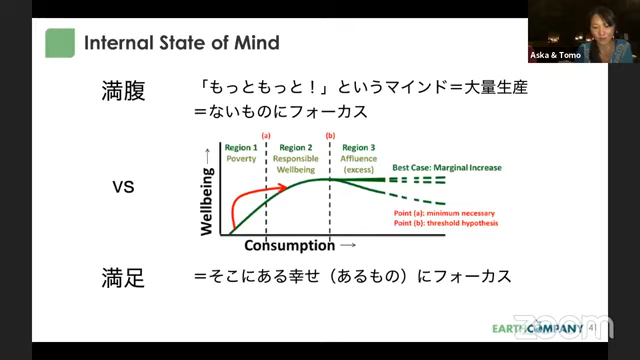 Internal State of Mind
Aska & Tomo
満腹
「もっともっと！」というマインド＝大量生産
＝ないものにフォーカス
vs
Wellbeing
Region 1
Poverty
(a)
Region 2
Responsible
Wellbeing
(b)
Region 3
Affluence
(excess)
Best Case: Marginal Increase
Point (a): minimum necessary
Point (b): threshold hypothesis
Consumption
満足
＝そこにある幸せ（あるもの）にフォーカス
EARTH COMPANY
41
zoom